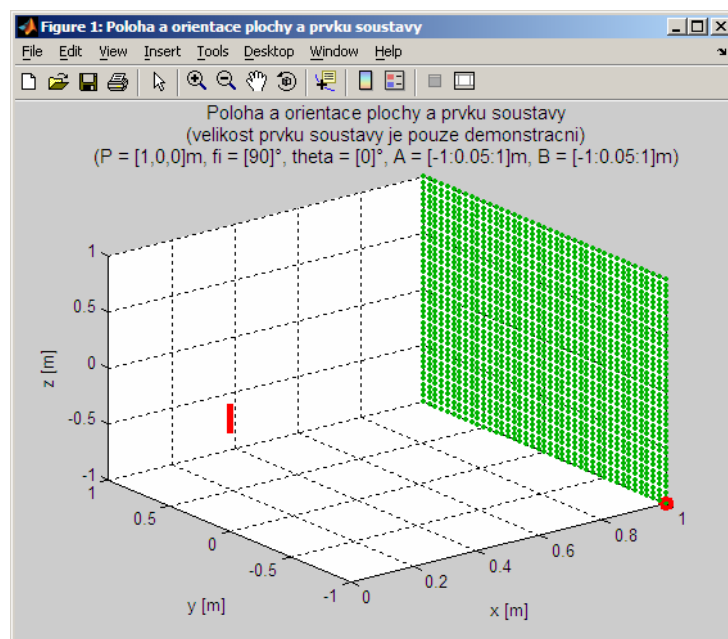 Figure 1: Poloha a orientace plochy a prvku soustavy
File Edit View Insert Tools Desktop Window Help
Poloha a orientace plochy a prvku soustavy
(velikost prvku soustavy je pouze demonstracni)
(P = [1,0,0]m, fi = [90]°, theta = [0]°, A = [-1:0.05:1]m, B = [-1:0.05:1]m)
1
0.5
0
-0.5
-1
z [m]
1
0.5
0
-0.5
-1
y [m]
0
0.2
0.4
0.6
0.8
1
x [m]